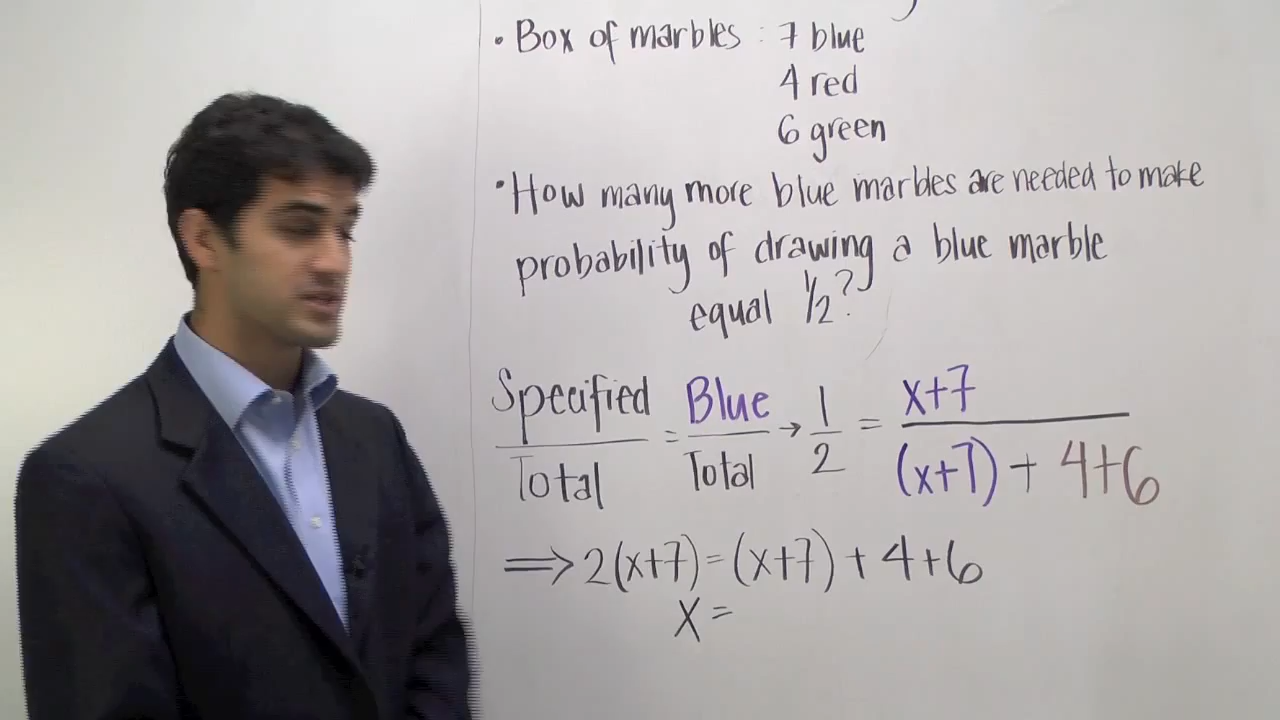 • Box of marbles : 7 blue
4 red
6 green
• How many more blue marbles are needed to make
probability of drawing a blue marble
equal 1/2?
Specified/Total = Blue/Total → 1/2 = x+7/(x+7) + 4+6
⟹ 2(x+7) = (x+7) + 4+6
x =